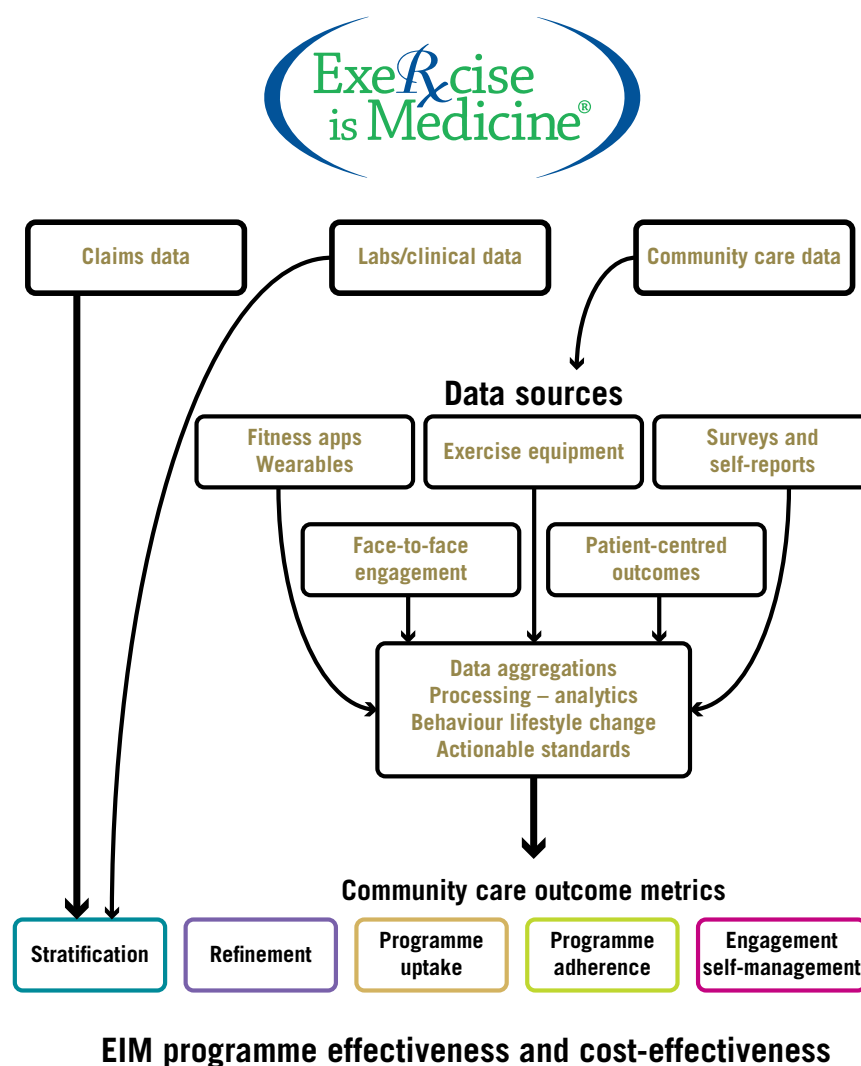 ExeRxcise
is Medicine®
Claims data
Labs/clinical data
Community care data
Data sources
Fitness apps
Wearables
Exercise equipment
Surveys and
self-reports
Face-to-face
engagement
Patient-centred
outcomes
Data aggregations
Processing – analytics
Behaviour lifestyle change
Actionable standards
Community care outcome metrics
Stratification
Refinement
Programme
uptake
Programme
adherence
Engagement
self-management
EIM programme effectiveness and cost-effectiveness